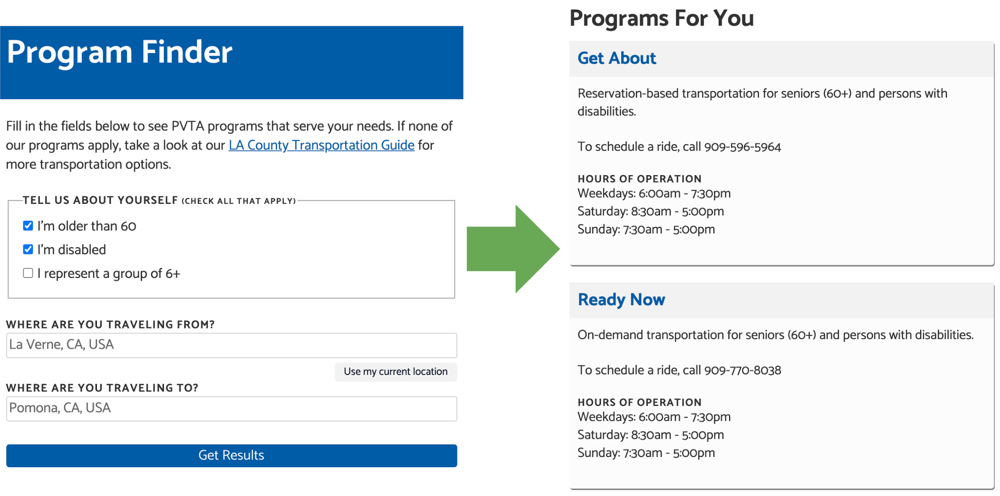 Program Finder
Fill in the fields below to see PVTA programs that serve your needs. If none of
our programs apply, take a look at our LA County Transportation Guide for
more transportation options.
TELL US ABOUT YOURSELF (CHECK ALL THAT APPLY)
I'm older than 60
I'm disabled
I represent a group of 6+
WHERE ARE YOU TRAVELING FROM?
La Verne, CA, USA
Use my current location
WHERE ARE YOU TRAVELING TO?
Pomona, CA, USA
Get Results
Programs For You
Get About
Reservation-based transportation for seniors (60+) and persons with
disabilities.
To schedule a ride, call 909-596-5964
HOURS OF OPERATION
Weekdays: 6:00am - 7:30pm
Saturday: 8:30am - 5:00pm
Sunday: 7:30am - 5:00pm
Ready Now
On-demand transportation for seniors (60+) and persons with disabilities.
To schedule a ride, call 909-770-8038
HOURS OF OPERATION
Weekdays: 6:00am - 7:30pm
Saturday: 8:30am - 5:00pm
Sunday: 7:30am - 5:00pm